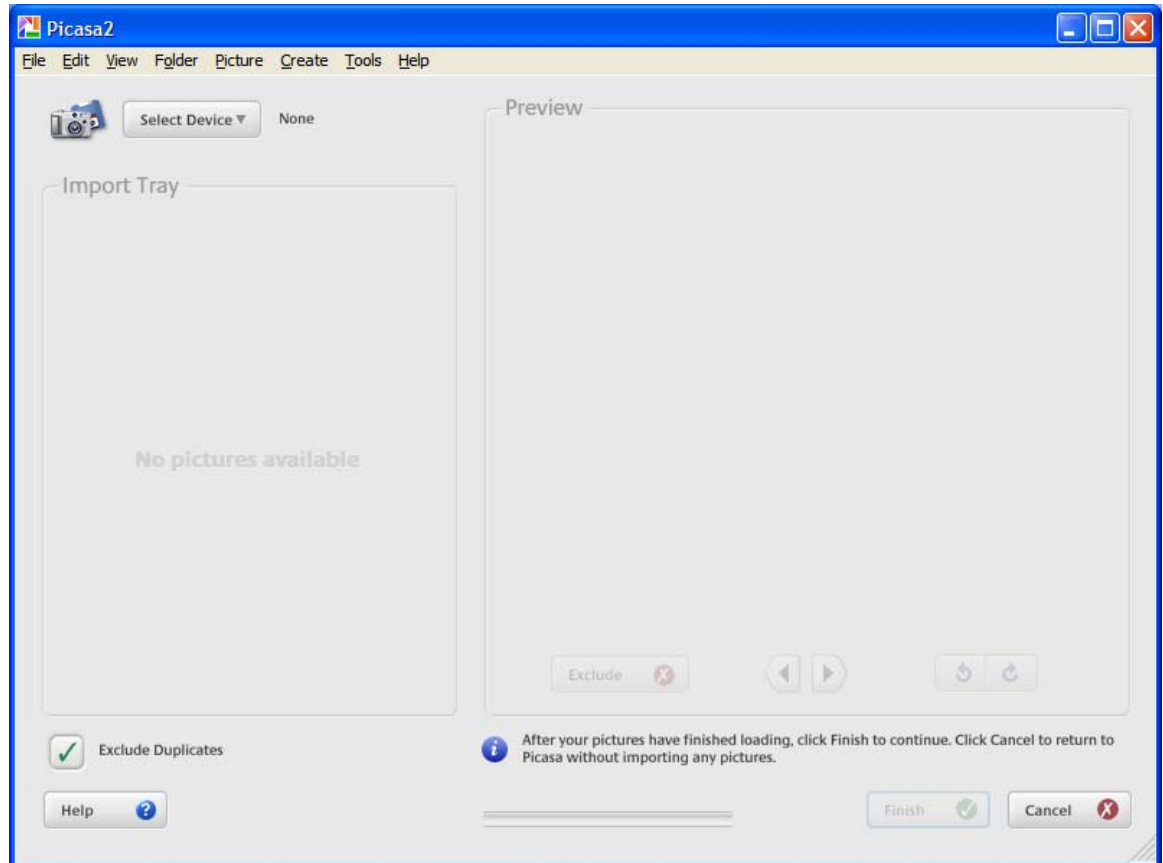 Picasa2
File Edit View Folder Picture Create Tools Help
Select Device None
Import Tray
No pictures available
Preview
Exclude
Exclude Duplicates
After your pictures have finished loading, click Finish to continue. Click Cancel to return to
Picasa without importing any pictures.
Help
Finish
Cancel